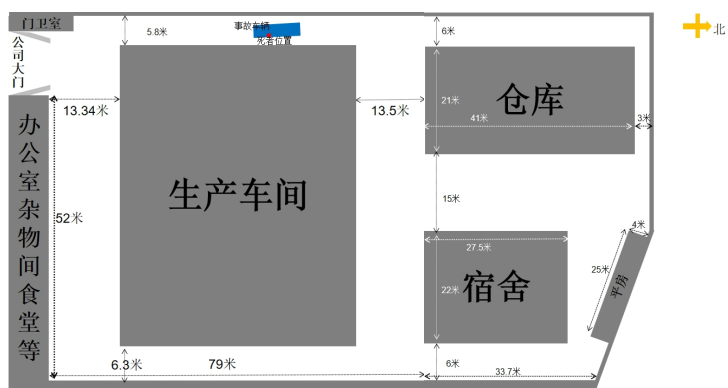 门卫室
公司大门
事故车辆
死者位置
北
5.8米
6米
13.34米
13.5米
21米
41米
3米
仓库
办公室杂物间食堂等
生产车间
52米
15米
4米
27.5米
25米
平房
22米
宿舍
6.3米
79米
6米
33.7米